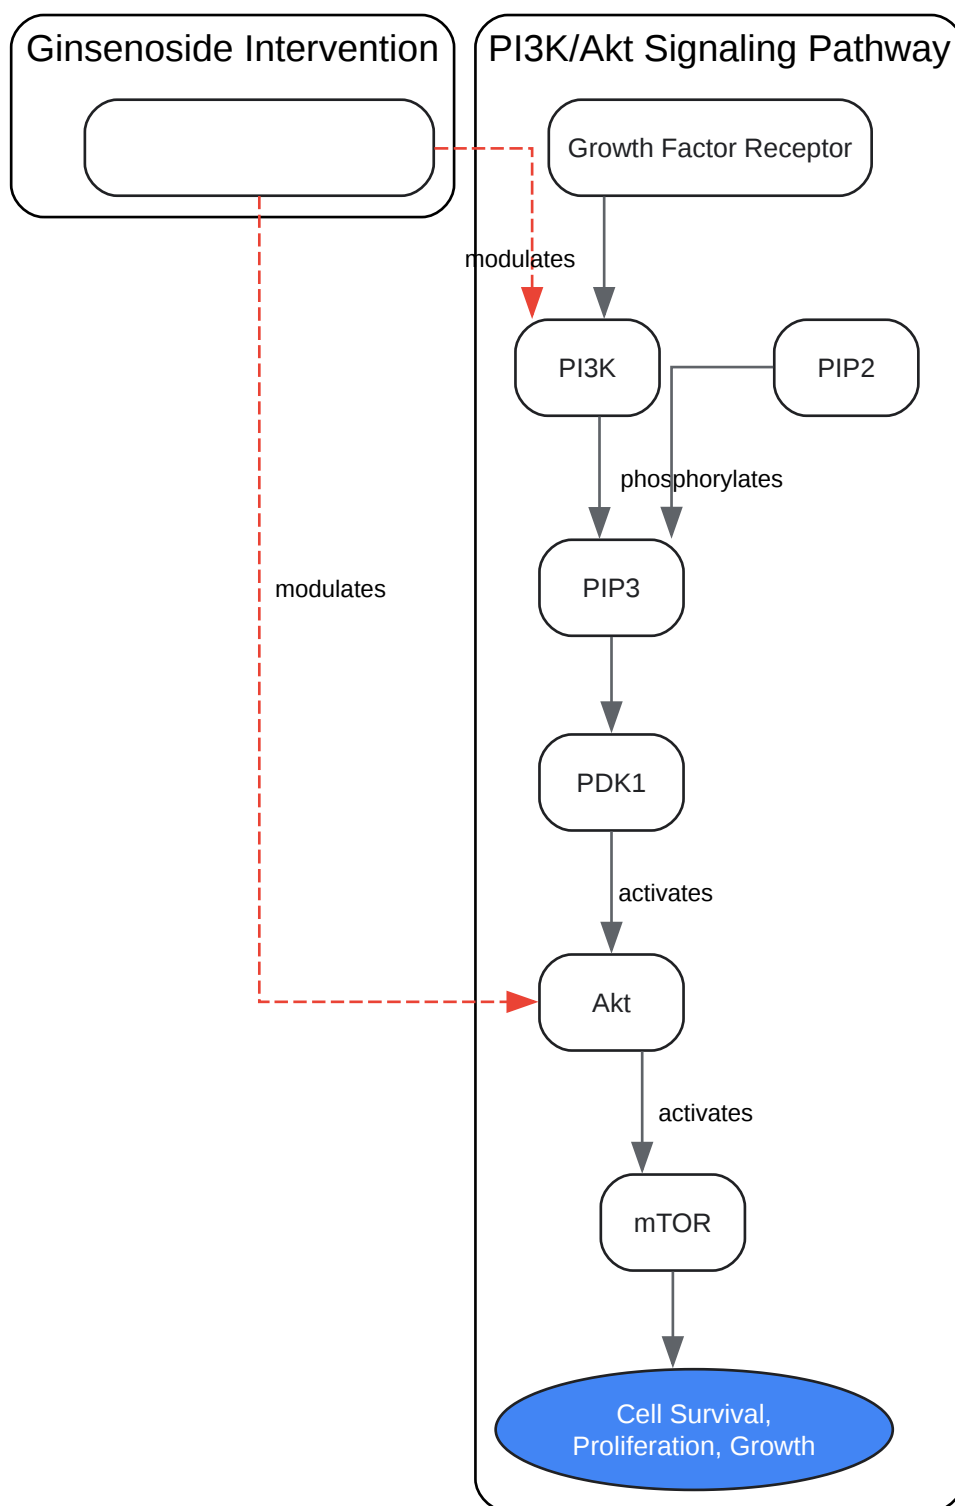 Ginsenoside Intervention
PI3K/Akt Signaling Pathway
Growth Factor Receptor
modulates
PI3K
PIP2
phosphorylates
PIP3
modulates
PDK1
activates
Akt
activates
mTOR
Cell Survival,
Proliferation, Growth